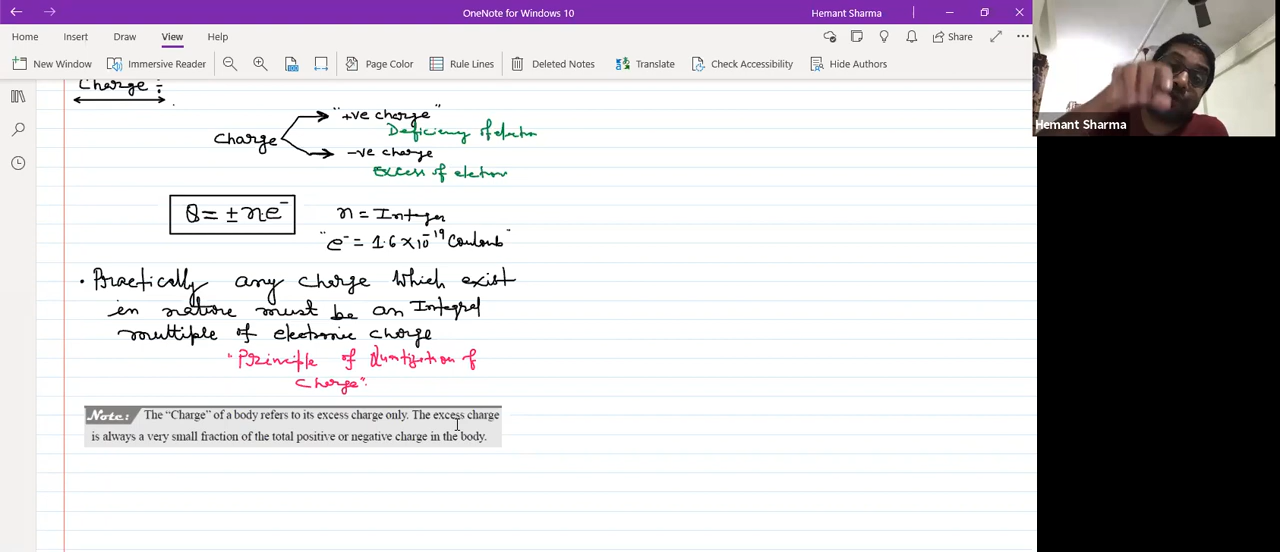 OneNote for Windows 10
Hemant Sharma
Home Insert Draw View Help
Share
New Window Immersive Reader Page Color Rule Lines Deleted Notes Translate Check Accessibility Hide Authors
Charge :-
"+ve charge"
Deficiency of electron
Charge
-ve charge
Excess of electron
Q = ± n.e⁻
n = Integer
"e⁻ = 1.6 × 10⁻¹⁹ Coulomb"
• Practically any charge which exist
in nature must be an Integral
multiple of electronic charge
"Principle of Quntization of
Charge".
Note: The “Charge” of a body refers to its excess charge only. The excess charge
is always a very small fraction of the total positive or negative charge in the body.
Hemant Sharma